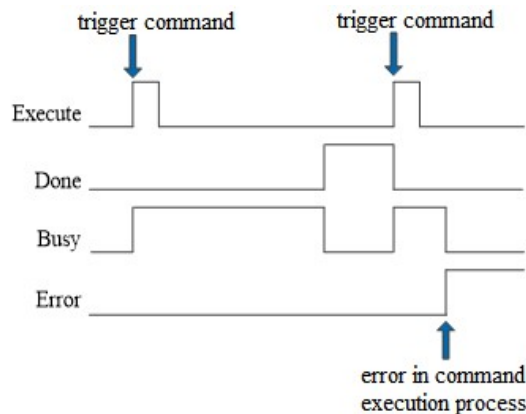 trigger command
trigger command
Execute
Done
Busy
Error
error in command
execution process